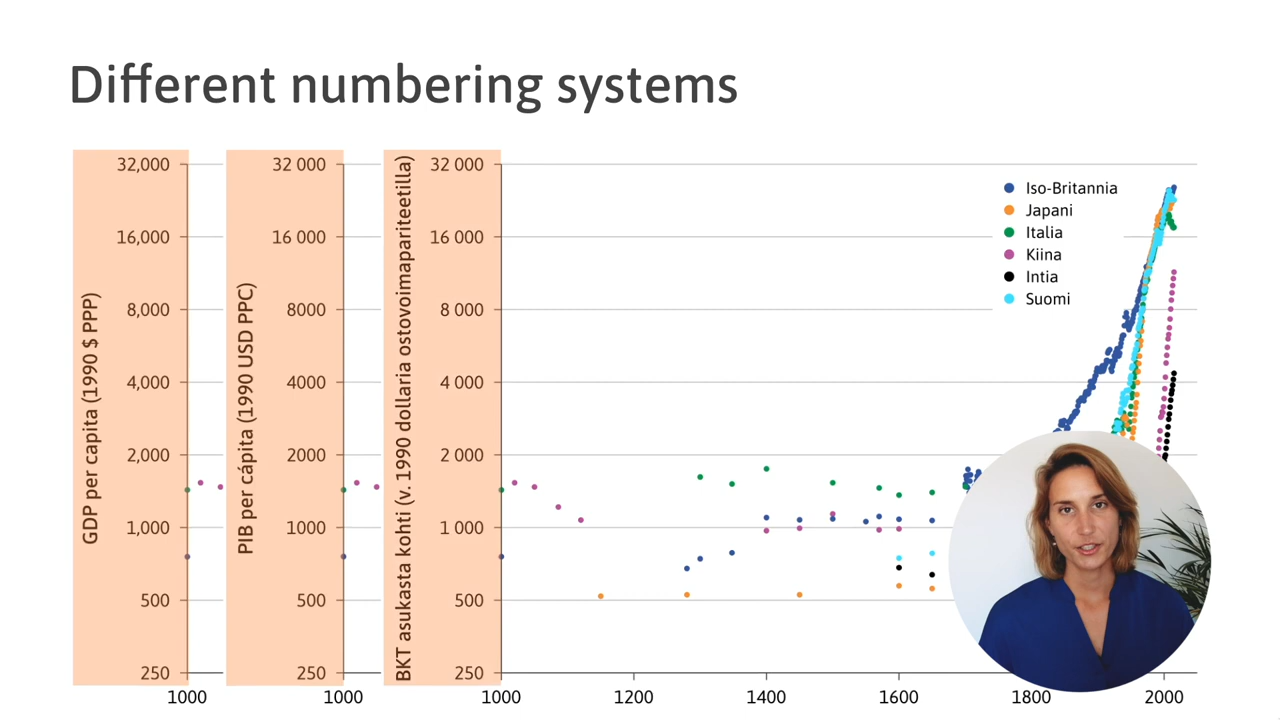 Different numbering systems
GDP per capita (1990 $ PPP)
32,000
16,000
8,000
4,000
2,000
1,000
500
250
1000
PIB per cápita (1990 USD PPC)
32 000
16 000
8000
4000
2000
1000
500
250
1000
BKT asukasta kohti (v. 1990 dollaria ostovoimapariteetilla)
32 000
16 000
8 000
4 000
2 000
1 000
500
250
1000 1200 1400 1600 1800 2000
Iso-Britannia
Japani
Italia
Kiina
Intia
Suomi